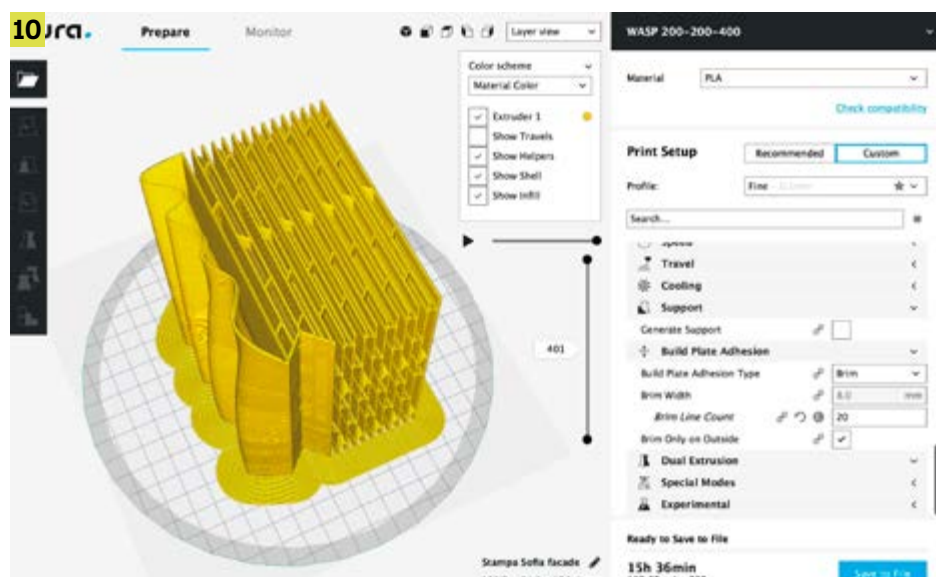 10
ura.
Prepare
Monitor
Layer view
WASP 200-200-400
Color scheme
Material Color
Extruder 1
Show Travels
Show Helpers
Show Shell
Show Infill
401
Material
PLA
Check compatibility
Print Setup
Recommended
Custom
Profile:
Fine
Search...
Speed
Travel
Cooling
Support
Generate Support
Build Plate Adhesion
Build Plate Adhesion Type
Brim
Brim Width
8.0
mm
Brim Line Count
20
Brim Only on Outside
Dual Extrusion
Special Modes
Experimental
Ready to Save to File
Stampa Sofia facade
15h 36min
Save to File